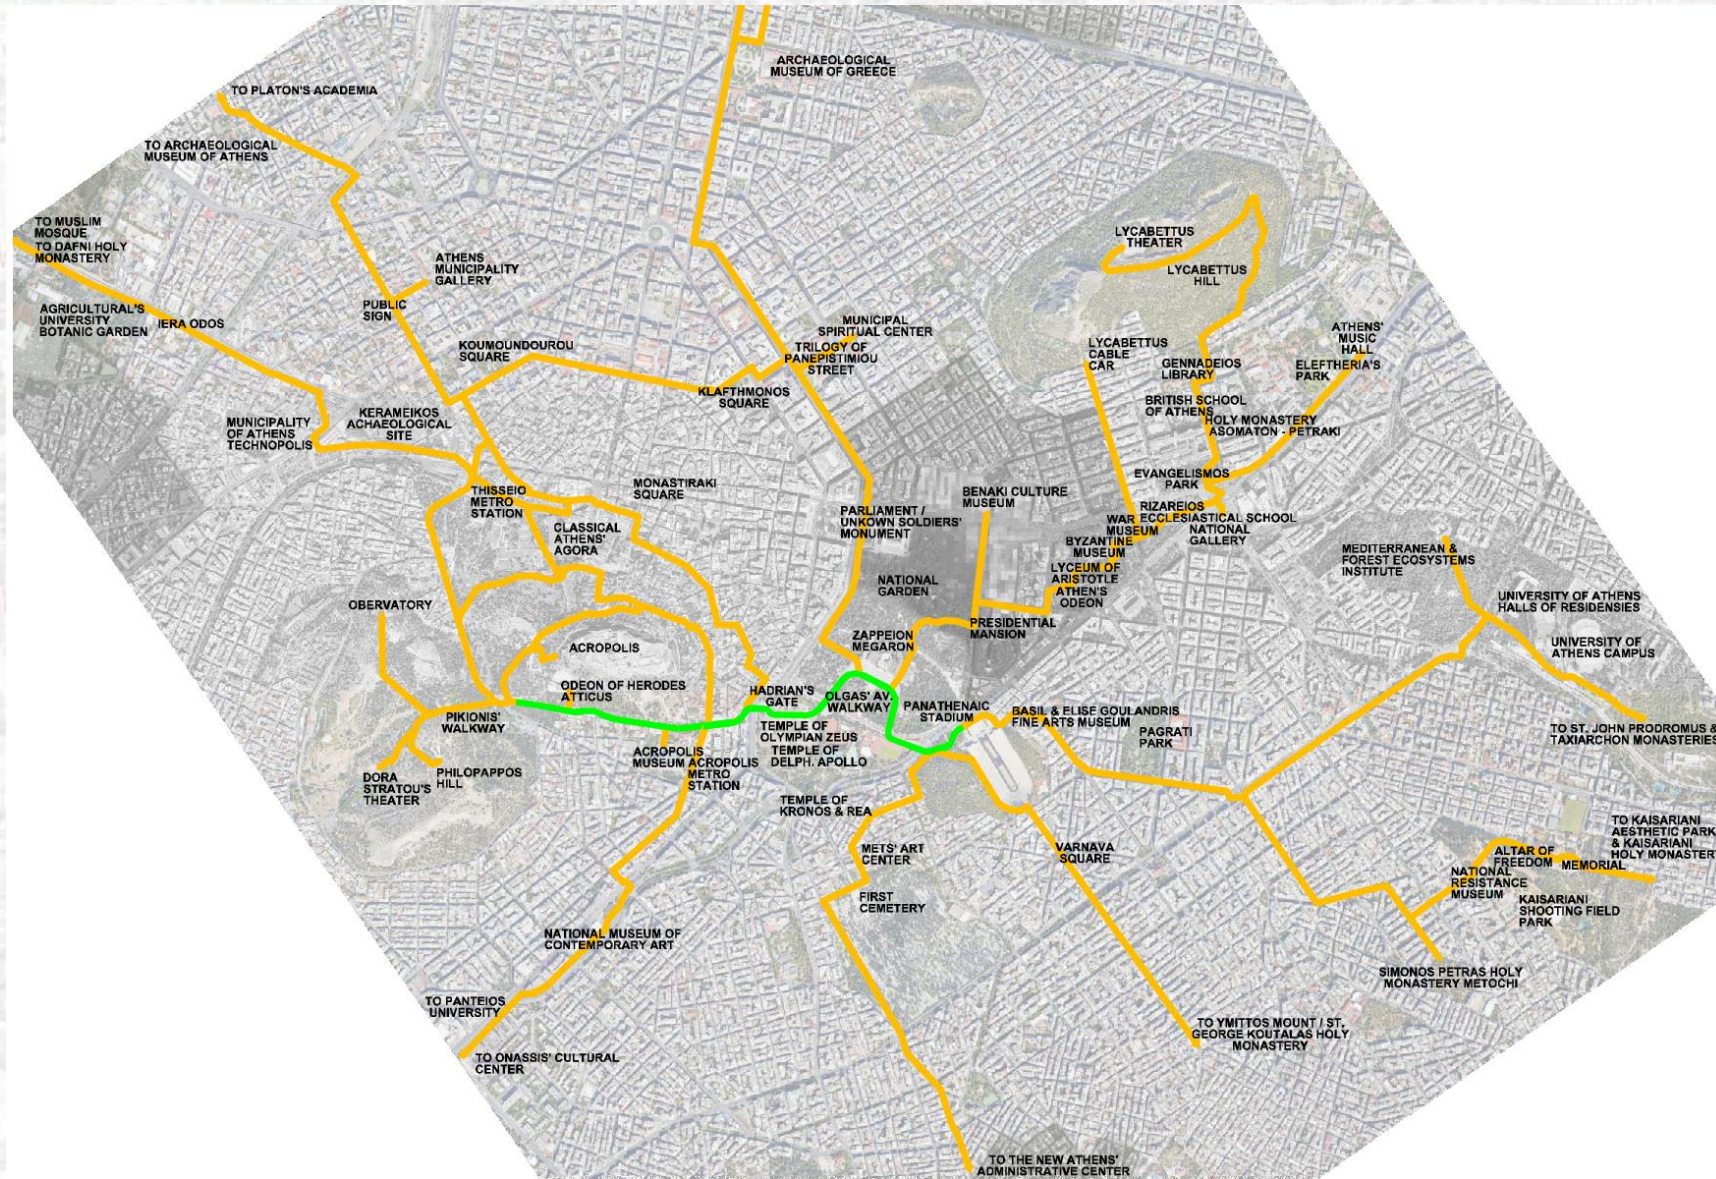 ARCHAEOLOGICAL
MUSEUM OF GREECE
TO PLATON'S ACADEMIA
TO ARCHAEOLOGICAL
MUSEUM OF ATHENS
TO MUSLIM
MOSQUE
TO DAFNI HOLY
MONASTERY
LYCABETTUS
THEATER
LYCABETTUS
HILL
ATHENS
MUNICIPALITY
GALLERY
AGRICULTURAL'S
UNIVERSITY
BOTANIC GARDEN
IERA ODOS
PUBLIC
SIGN
KOUMOUNDOUROU
SQUARE
MUNICIPAL
SPIRITUAL CENTER
TRILOGY OF
PANEPISTIMIOU
STREET
KLAFTHMONOS
SQUARE
LYCABETTUS
CABLE
CAR
GENNADEIOS
LIBRARY
ATHENS'
MUSIC
HALL
ELEFTHERIA'S
PARK
BRITISH SCHOOL
OF ATHENS
HOLY MONASTERY
ASOMATON - PETRAKI
MUNICIPALITY
OF ATHENS
TECHNOPOLIS
KERAMEIKOS
ACHAEOLOGICAL
SITE
EVANGELISMOS
PARK
THISSEIO
METRO
STATION
MONASTIRAKI
SQUARE
CLASSICAL
ATHENS'
AGORA
PARLIAMENT /
UNKOWN SOLDIERS'
MONUMENT
BENAKI CULTURE
MUSEUM
RIZAREIOS
ECCLESIASTICAL SCHOOL
WAR
MUSEUM
NATIONAL
GALLERY
BYZANTINE
MUSEUM
LYCEUM OF
ARISTOTLE
ATHEN'S
ODEON
MEDITERRANEAN &
FOREST ECOSYSTEMS
INSTITUTE
NATIONAL
GARDEN
UNIVERSITY OF ATHENS
HALLS OF RESIDENSIES
OBERVATORY
ACROPOLIS
ZAPPEION
MEGARON
PRESIDENTIAL
MANSION
UNIVERSITY OF
ATHENS CAMPUS
ODEON OF HERODES
ATTICUS
HADRIAN'S
GATE
OLGAS' AV.
WALKWAY
PANATHENAIC
STADIUM
BASIL & ELISE GOULANDRIS
FINE ARTS MUSEUM
PAGRATI
PARK
TO ST. JOHN PRODROMUS &
TAXIARCHON MONASTERIES
PIKIONIS'
WALKWAY
TEMPLE OF
OLYMPIAN ZEUS
TEMPLE OF
DELPH. APOLLO
ACROPOLIS
MUSEUM
ACROPOLIS
METRO
STATION
DORA
STRATOU'S
THEATER
PHILOPAPPOS
HILL
TEMPLE OF
KRONOS & REA
METS' ART
CENTER
VARNAVA
SQUARE
TO KAISARIANI
AESTHETIC PARK
& KAISARIANI
HOLY MONASTERY
ALTAR OF
FREEDOM
MEMORIAL
NATIONAL
RESISTANCE
MUSEUM
KAISARIANI
SHOOTING FIELD
PARK
FIRST
CEMETERY
NATIONAL MUSEUM OF
CONTEMPORARY ART
SIMONOS PETRAS HOLY
MONASTERY METOCHI
TO PANTEIOS
UNIVERSITY
TO YMITTOS MOUNT / ST.
GEORGE KOUTALAS HOLY
MONASTERY
TO ONASSIS' CULTURAL
CENTER
TO THE NEW ATHENS'
ADMINISTRATIVE CENTER